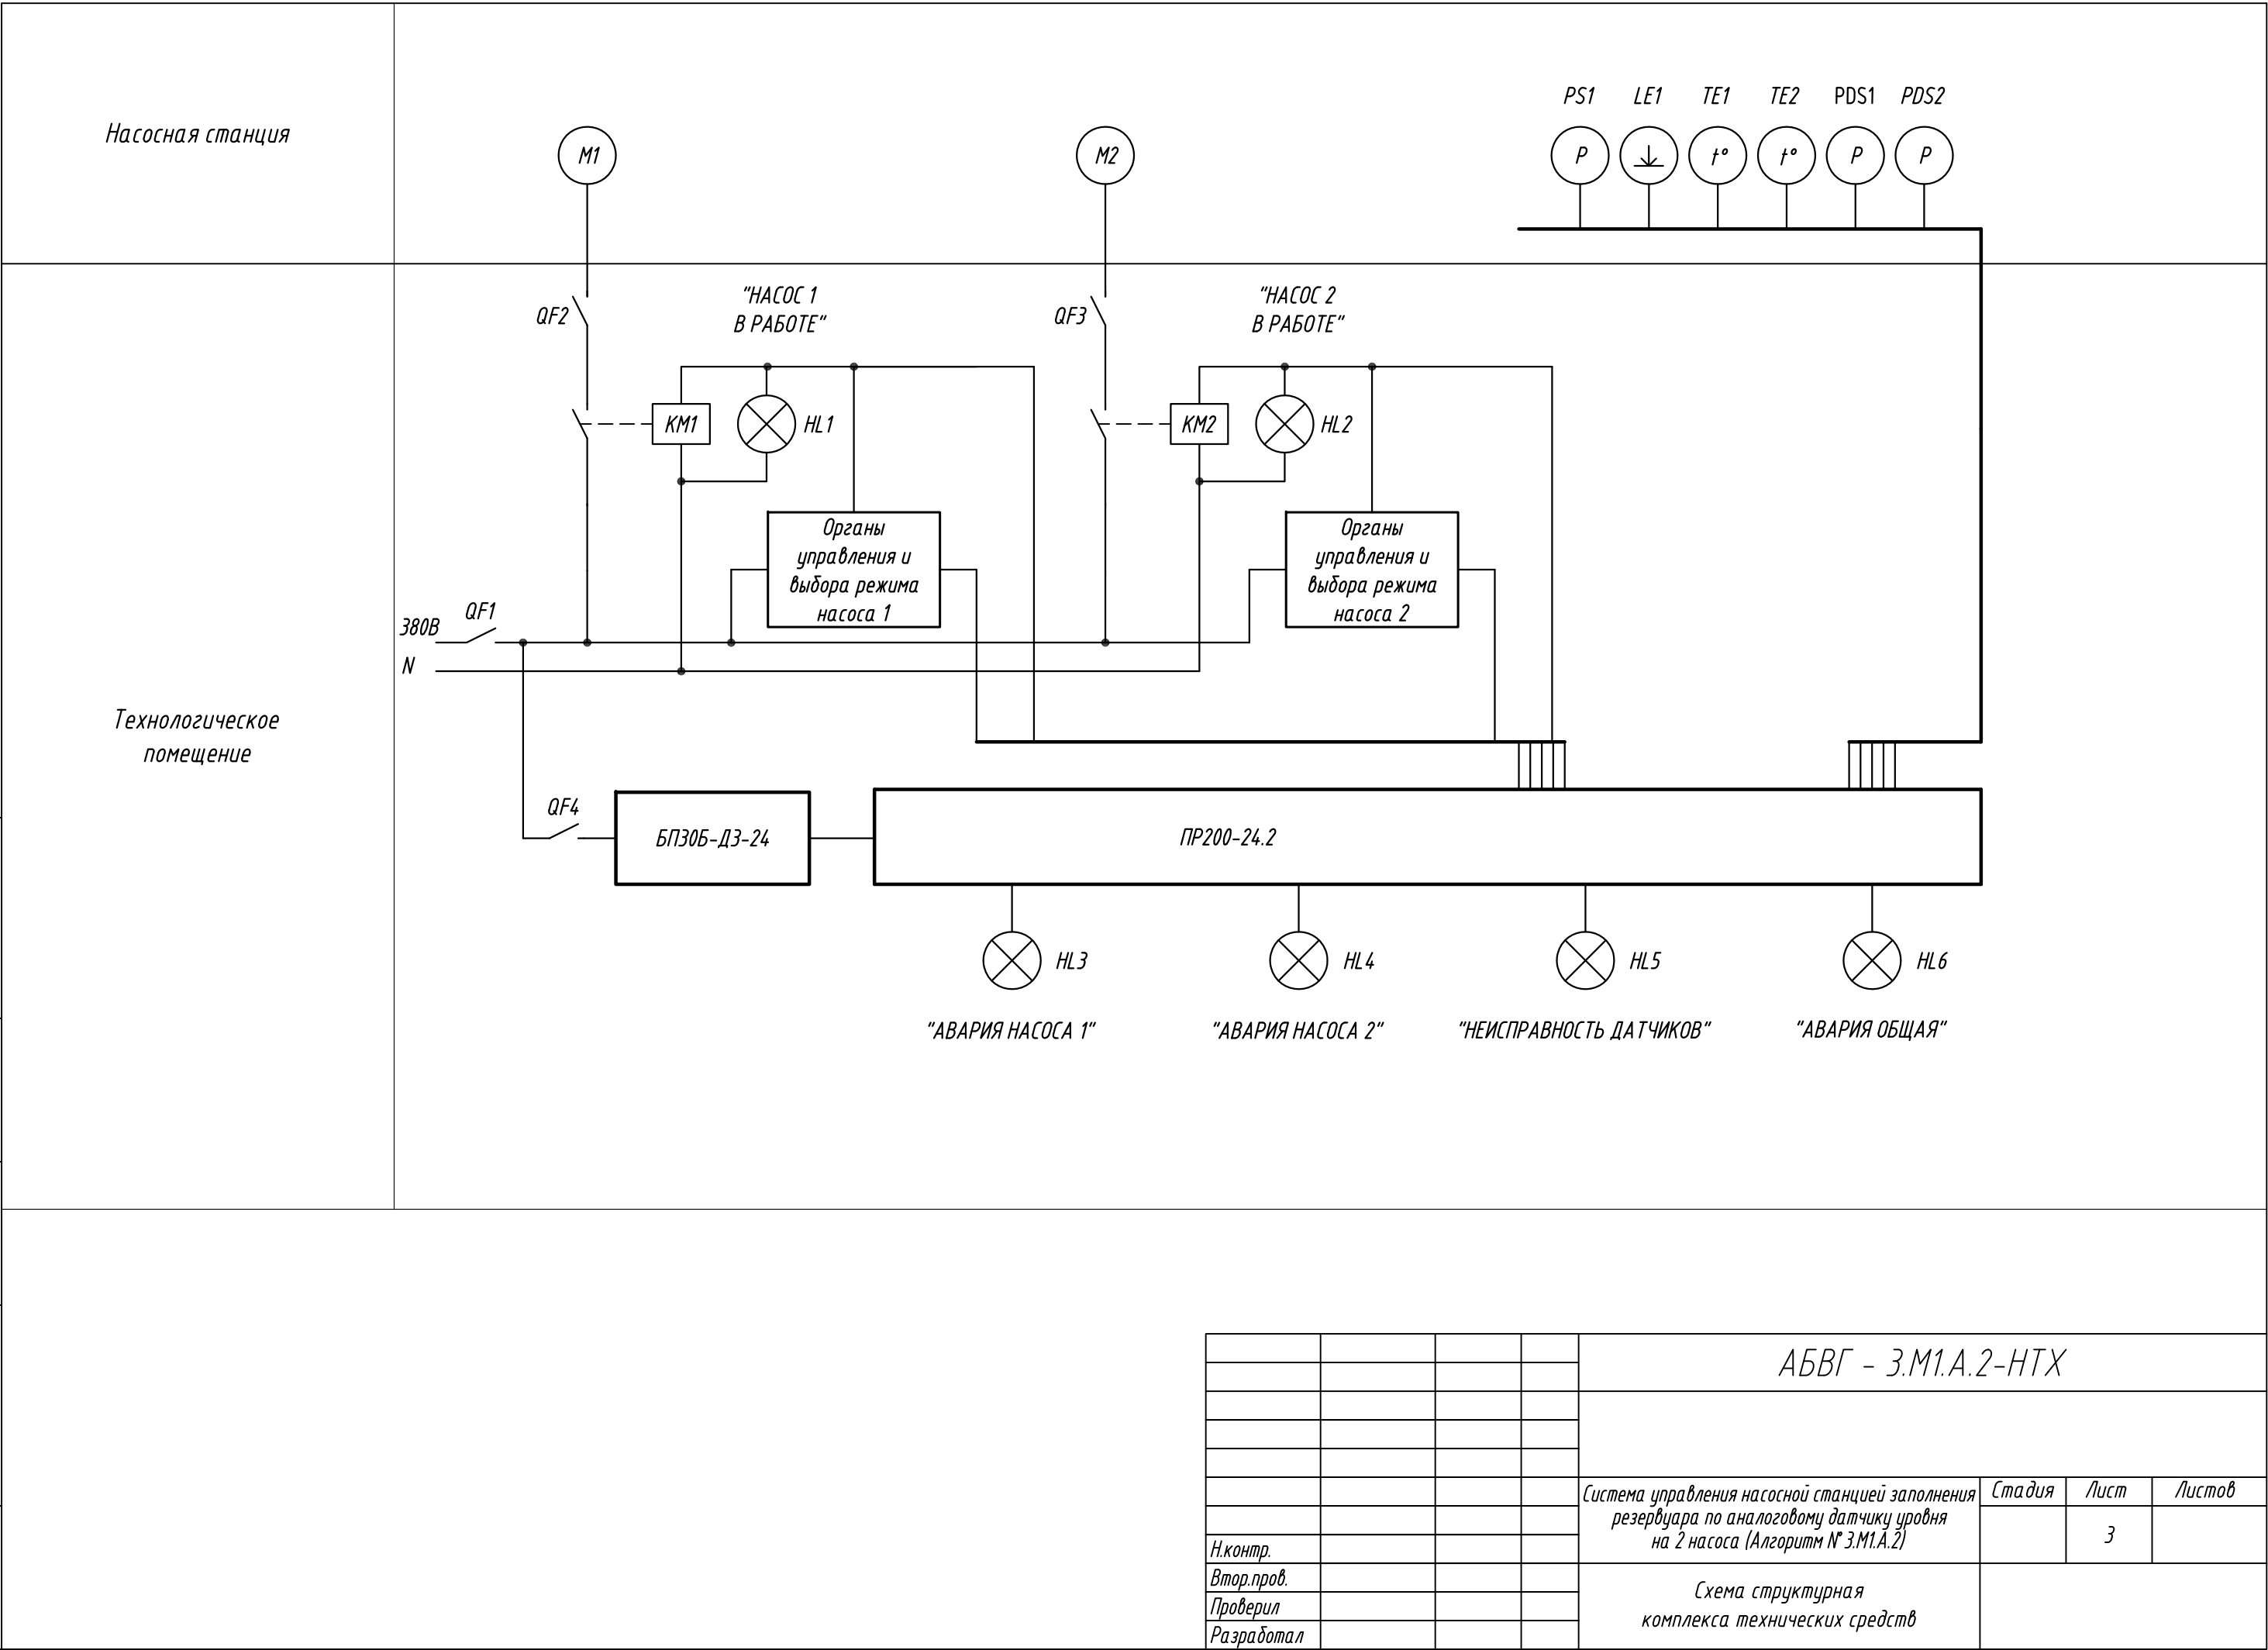 Насосная станция
PS1 LE1 TE1 TE2 PDS1 PDS2
М1 М2 P t° t° P P
"НАСОС 1
В РАБОТЕ"
"НАСОС 2
В РАБОТЕ"
QF2 QF3
КМ1 HL1 КМ2 HL2
Органы
управления и
выбора режима
насоса 1
Органы
управления и
выбора режима
насоса 2
QF1
380В
N
Технологическое
помещение
QF4
БП30Б-Д3-24 ПР200-24.2
HL3 HL4 HL5 HL6
"АВАРИЯ НАСОСА 1" "АВАРИЯ НАСОСА 2" "НЕИСПРАВНОСТЬ ДАТЧИКОВ" "АВАРИЯ ОБЩАЯ"
АБВГ - 3.М1.А.2-НТХ
Система управления насосной станцией заполнения
резервуара по аналоговому датчику уровня
на 2 насоса (Алгоритм № 3.М1.А.2)
Стадия Лист Листов
3
Н.контр.
Втор.пров.
Проверил
Разработал
Схема структурная
комплекса технических средств